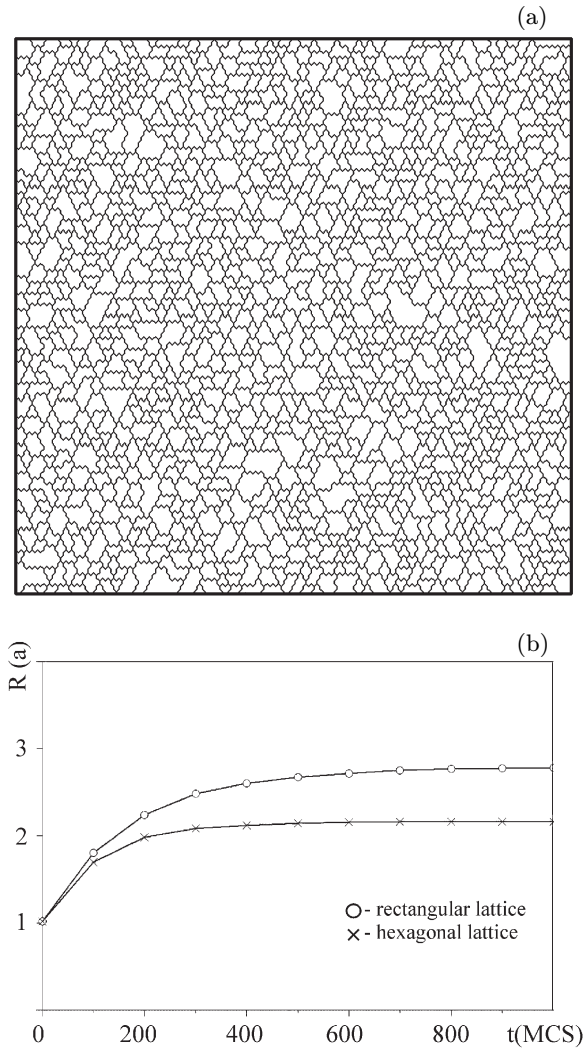 (a)
(b)
R (a)
3
2
1
○ - rectangular lattice
× - hexagonal lattice
0 200 400 600 800 t(MCS)